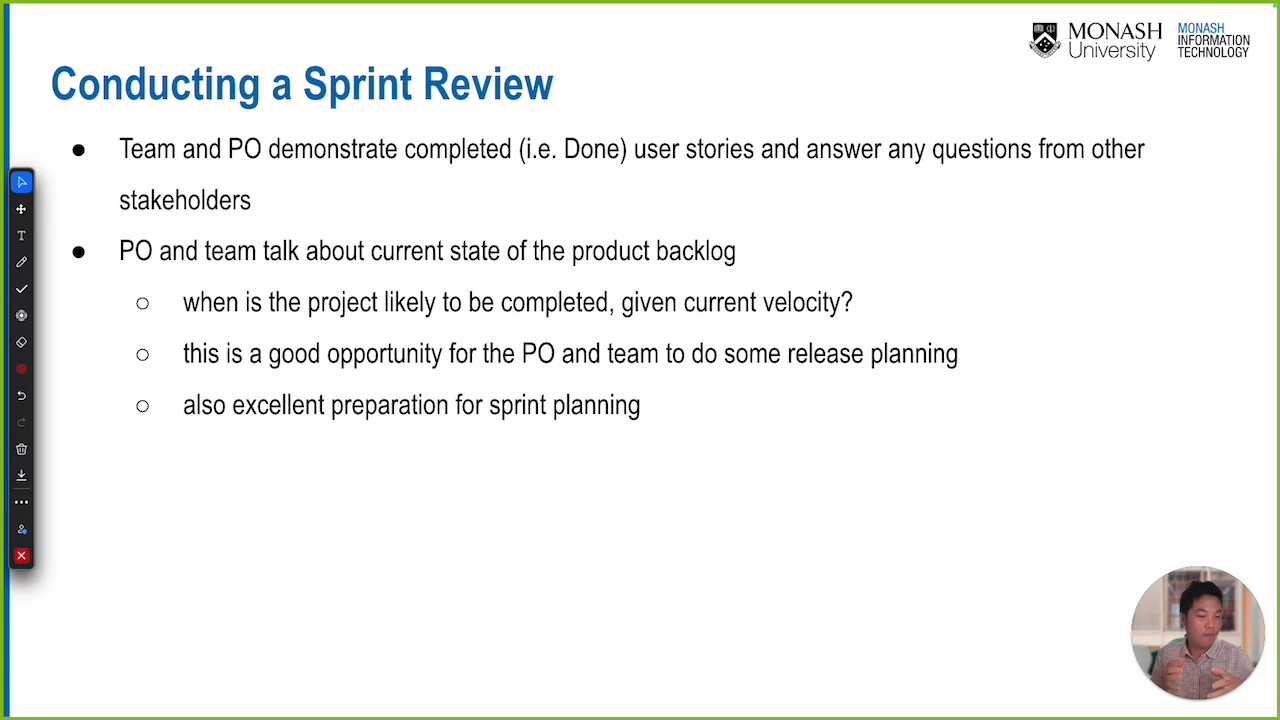 MONASH University
MONASH INFORMATION TECHNOLOGY
Conducting a Sprint Review
● Team and PO demonstrate completed (i.e. Done) user stories and answer any questions from other
stakeholders
● PO and team talk about current state of the product backlog
○ when is the project likely to be completed, given current velocity?
○ this is a good opportunity for the PO and team to do some release planning
○ also excellent preparation for sprint planning